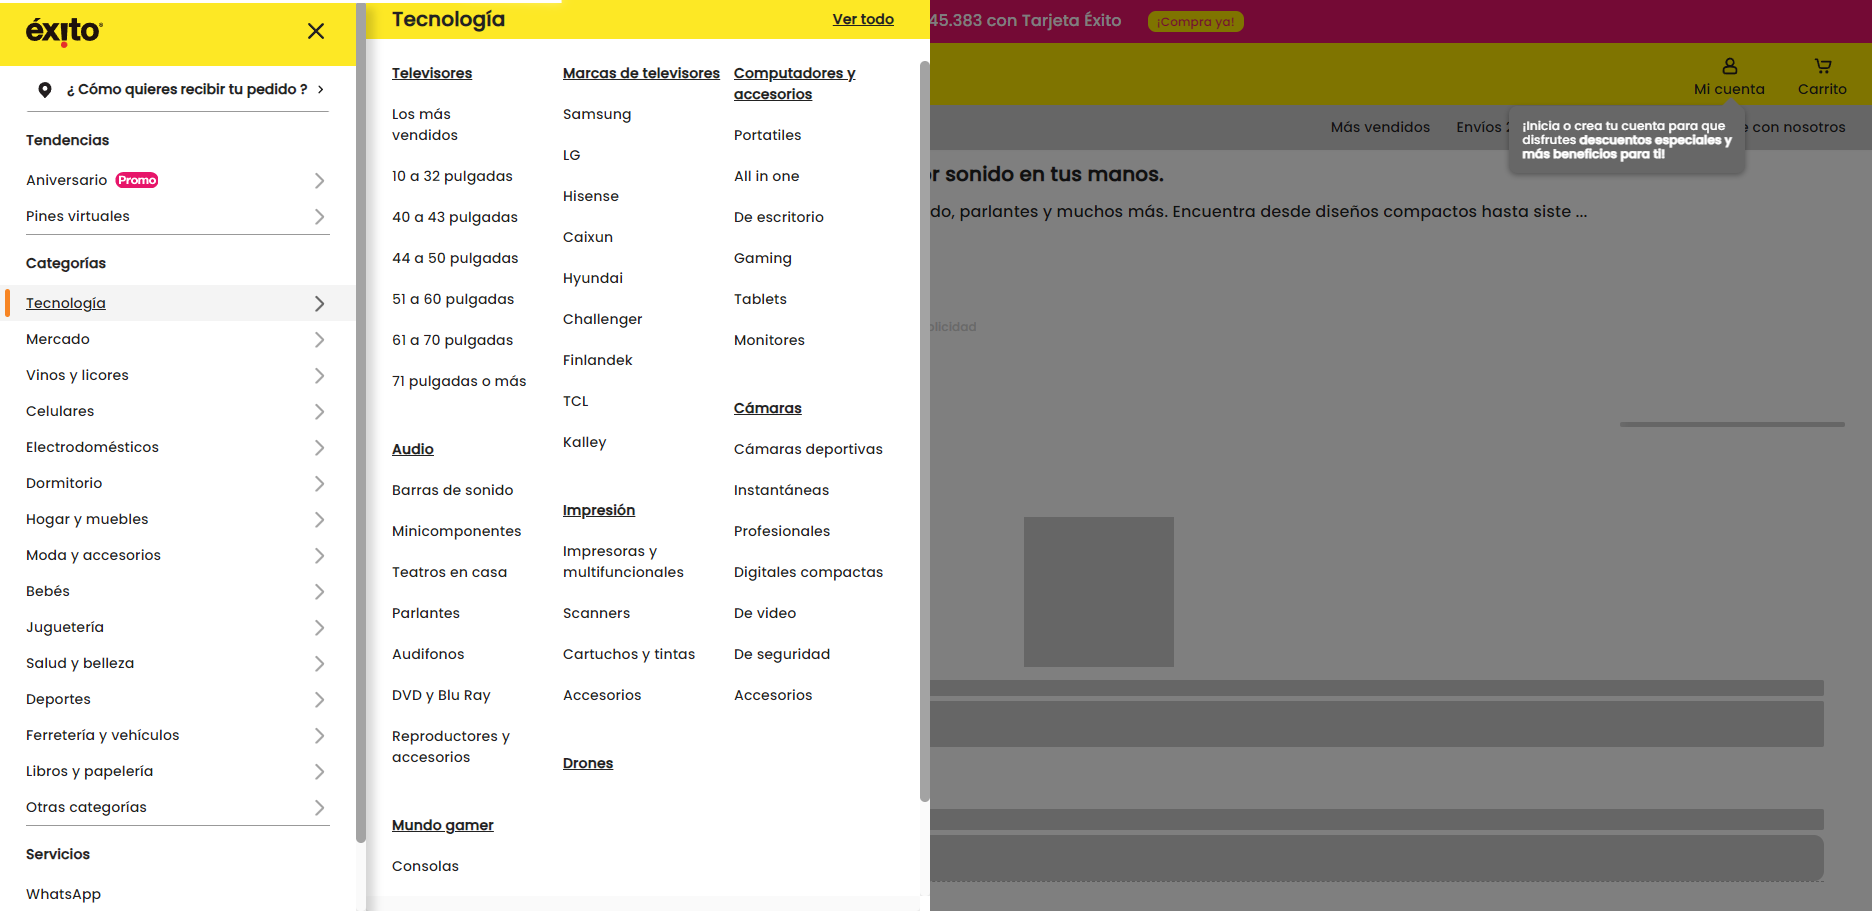 éxito
¿ Cómo quieres recibir tu pedido ?
Tendencias
Aniversario Promo
Pines virtuales
Categorías
Tecnología
Mercado
Vinos y licores
Celulares
Electrodomésticos
Dormitorio
Hogar y muebles
Moda y accesorios
Bebés
Juguetería
Salud y belleza
Deportes
Ferretería y vehículos
Libros y papelería
Otras categorías
Servicios
WhatsApp
Tecnología
Ver todo
Televisores
Los más
vendidos
10 a 32 pulgadas
40 a 43 pulgadas
44 a 50 pulgadas
51 a 60 pulgadas
61 a 70 pulgadas
71 pulgadas o más
Audio
Barras de sonido
Minicomponentes
Teatros en casa
Parlantes
Audifonos
DVD y Blu Ray
Reproductores y
accesorios
Mundo gamer
Consolas
Marcas de televisores
Samsung
LG
Hisense
Caixun
Hyundai
Challenger
Finlandek
TCL
Kalley
Impresión
Impresoras y
multifuncionales
Scanners
Cartuchos y tintas
Accesorios
Drones
Computadores y
accesorios
Portatiles
All in one
De escritorio
Gaming
Tablets
Monitores
Cámaras
Cámaras deportivas
Instantáneas
Profesionales
Digitales compactas
De video
De seguridad
Accesorios
45.383 con Tarjeta Éxito ¡Compra ya!
Mi cuenta
Carrito
Más vendidos
Envíos
con nosotros
¡Inicia o crea tu cuenta para que
disfrutes descuentos especiales y
más beneficios para ti!
sonido en tus manos.
do, parlantes y muchos más. Encuentra desde diseños compactos hasta siste ...
licidad